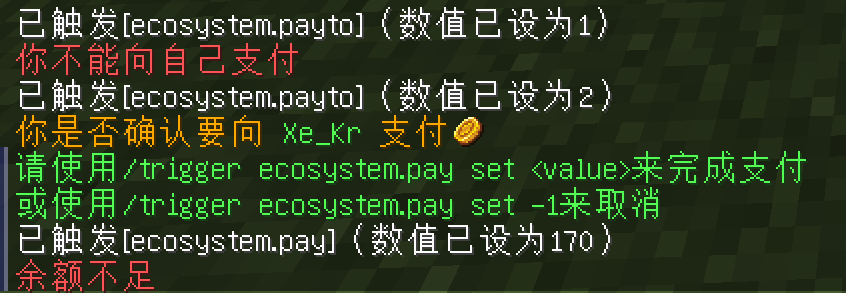 已触发[ecosystem.payto]（数值已设为1）
你不能向自己支付
已触发[ecosystem.payto]（数值已设为2）
你是否确认要向 Xe_Kr 支付
请使用/trigger ecosystem.pay set <value>来完成支付
或使用/trigger ecosystem.pay set -1来取消
已触发[ecosystem.pay]（数值已设为170）
余额不足